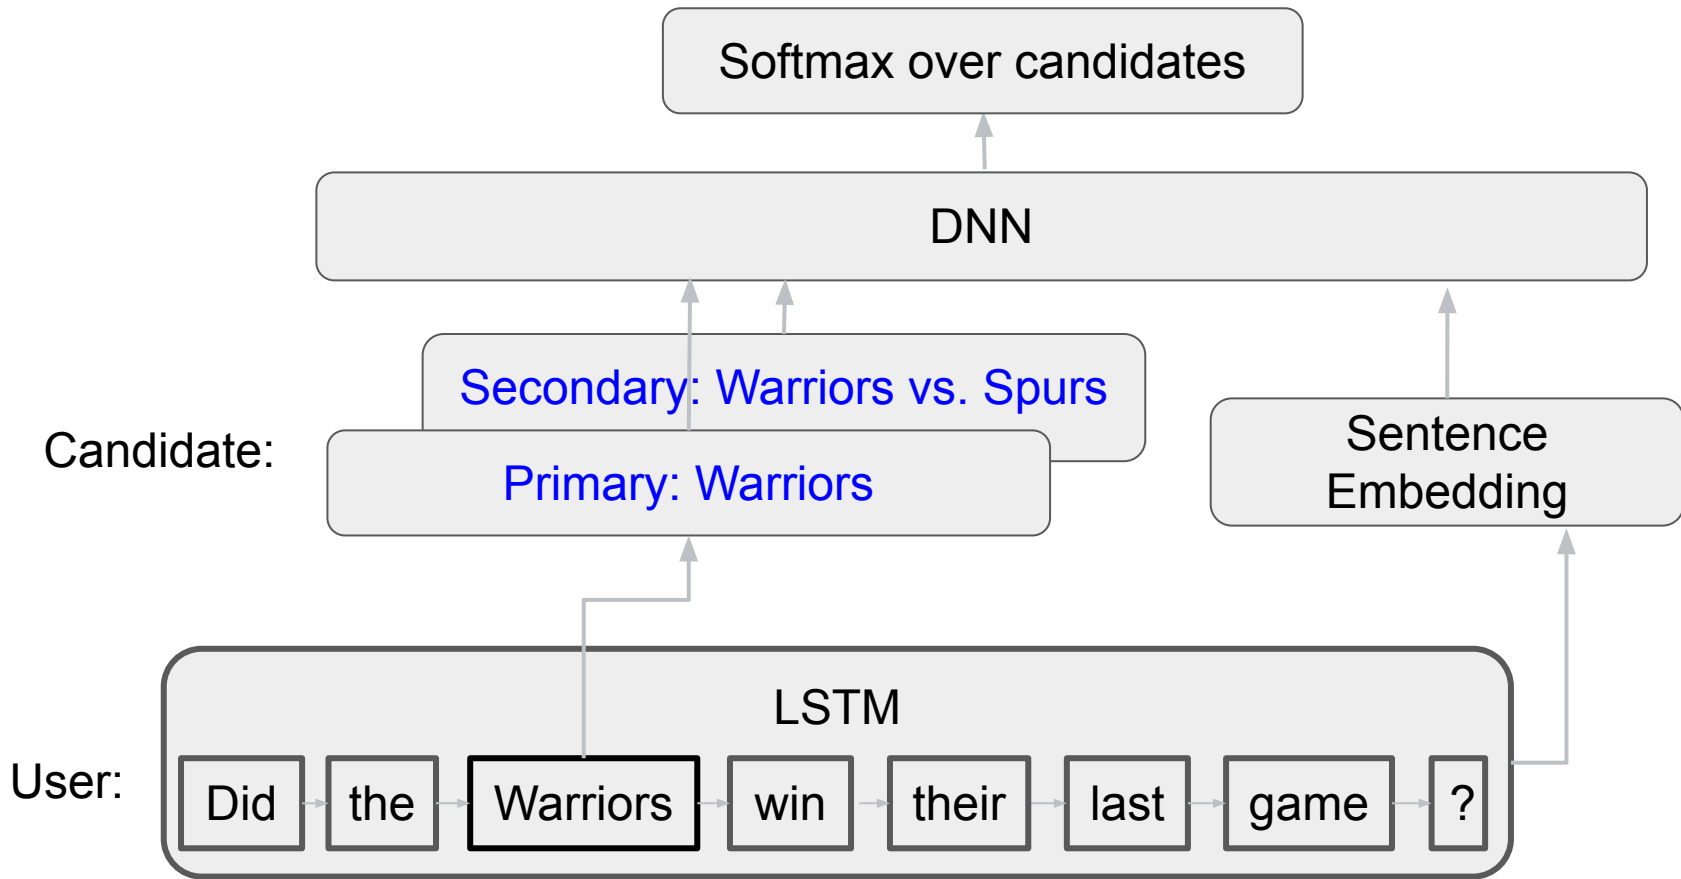 Softmax over candidates
DNN
Secondary: Warriors vs. Spurs
Candidate:
Primary: Warriors
Sentence
Embedding
LSTM
User:
Did the Warriors win their last game ?